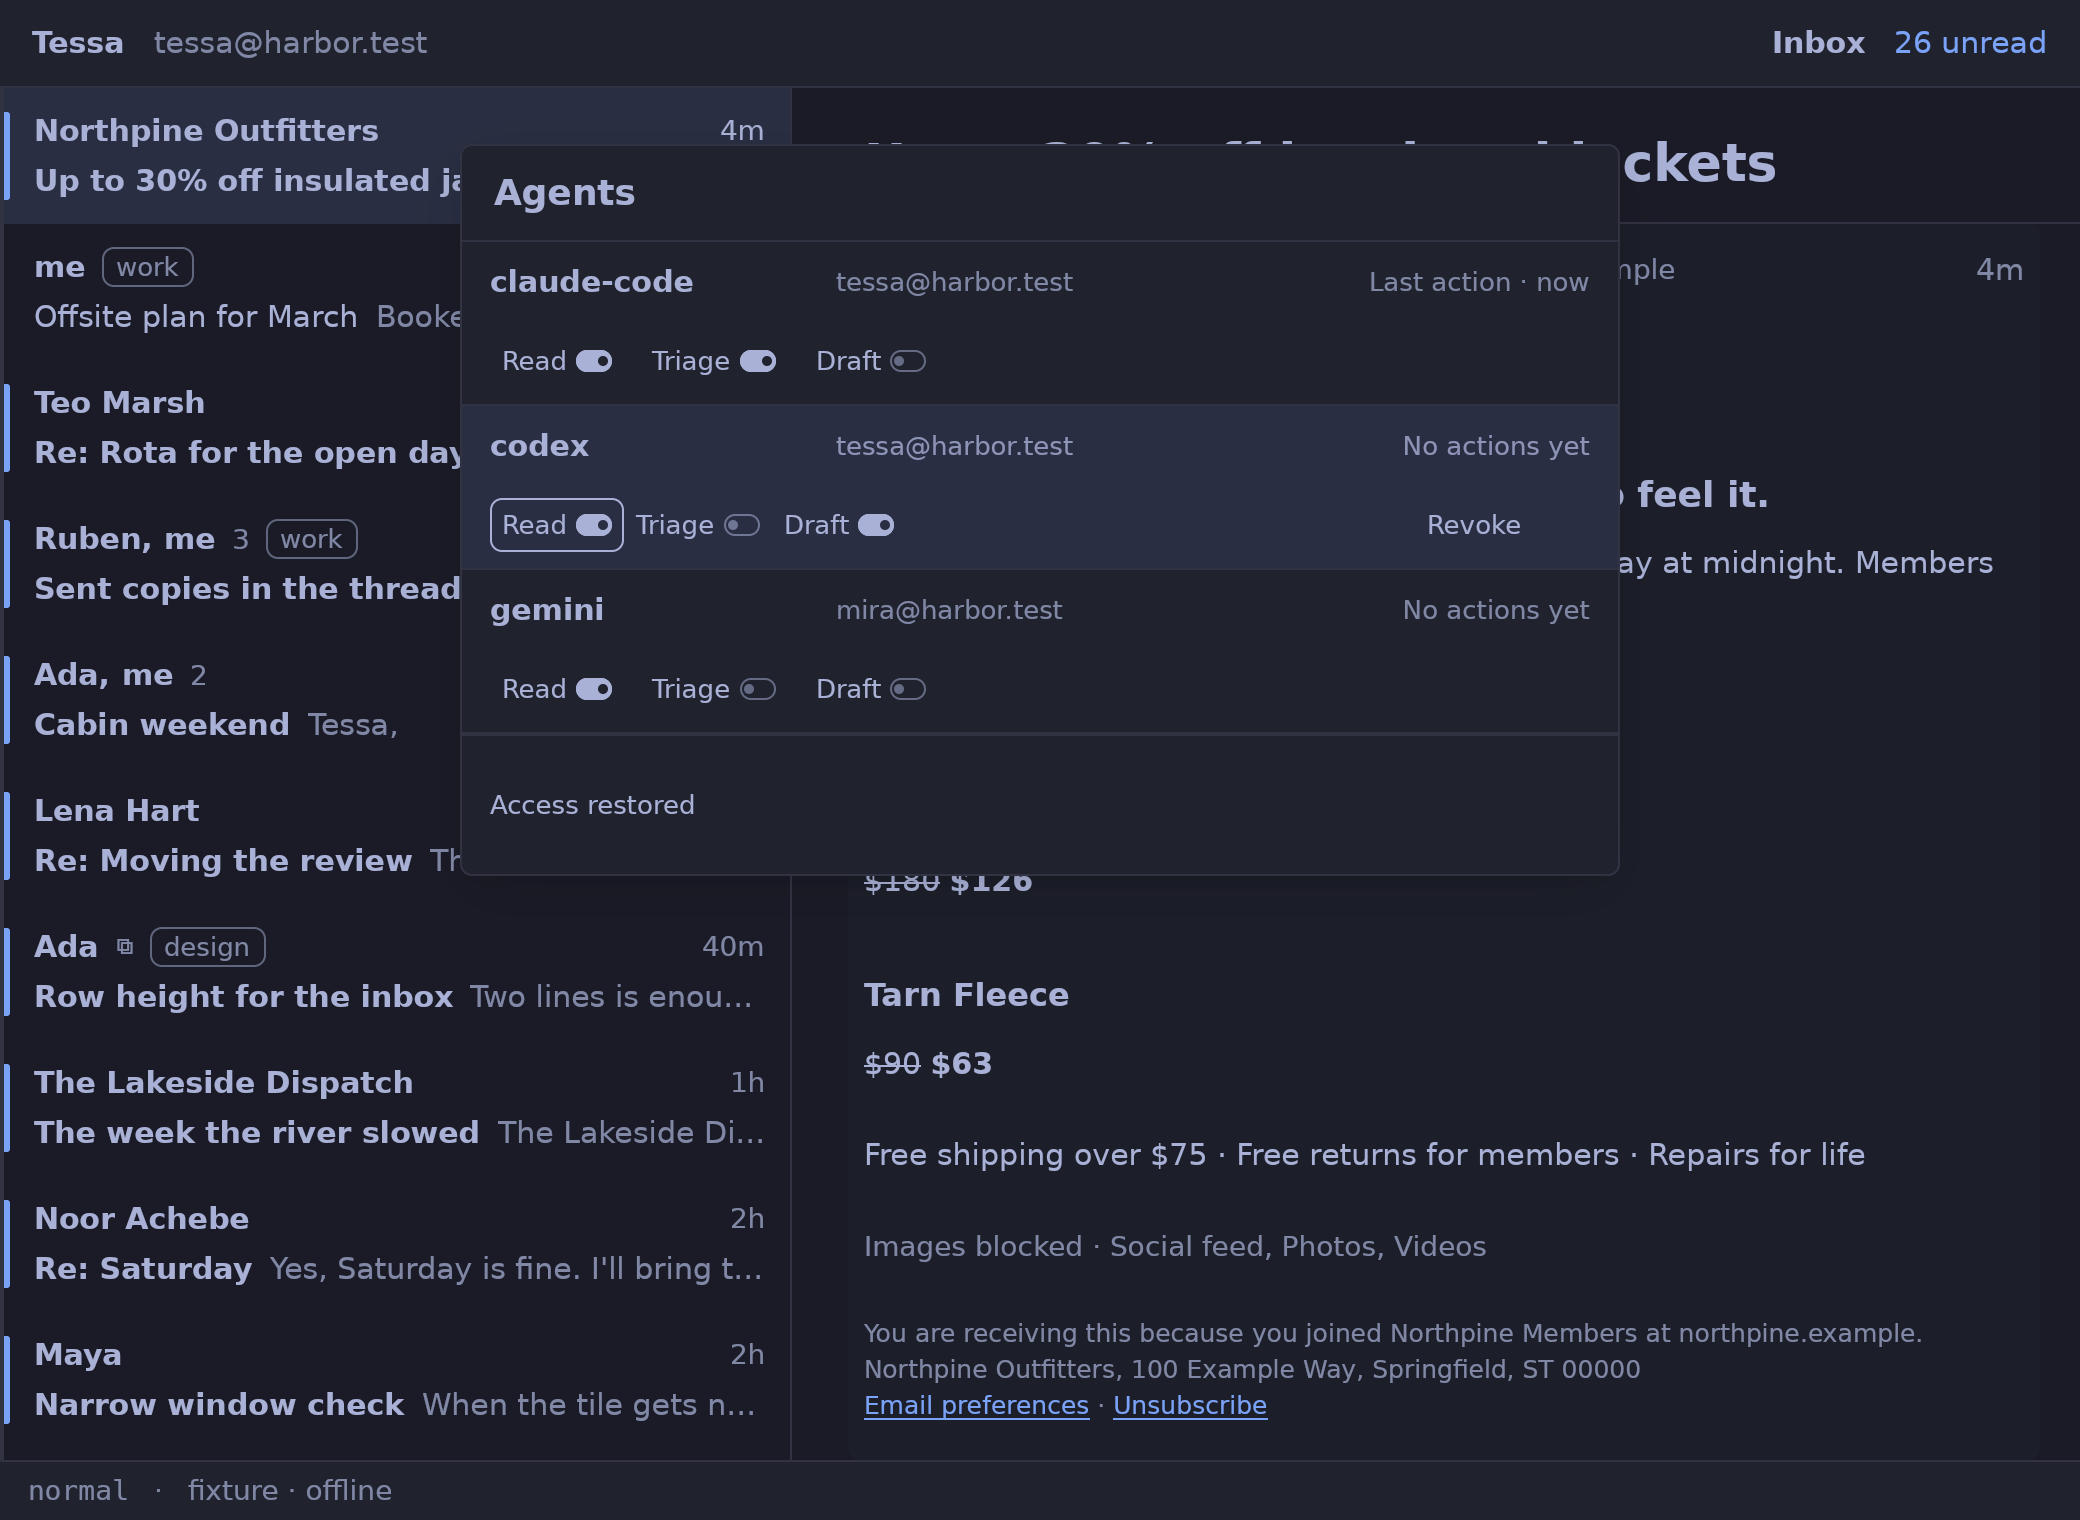 Tessa tessa@harbor.test Inbox 26 unread
Northpine Outfitters 4m
Up to 30% off insulated
me work
Offsite plan for March
Teo Marsh
Re: Rota for the open day
Ruben, me 3 work
Sent copies in the thread
Ada, me 2
Cabin weekend Tessa,
Lena Hart
Re: Moving the review
Ada design 40m
Row height for the inbox Two lines is enou...
The Lakeside Dispatch 1h
The week the river slowed The Lakeside Di...
Noor Achebe 2h
Re: Saturday Yes, Saturday is fine. I'll bring t...
Maya 2h
Narrow window check When the tile gets n...
Agents
claude-code tessa@harbor.test Last action · now
Read Triage Draft
codex tessa@harbor.test No actions yet
Read Triage Draft Revoke
gemini mira@harbor.test No actions yet
Read Triage Draft
Access restored
4m
feel it.
at midnight. Members
$180 $126
Tarn Fleece
$90 $63
Free shipping over $75 · Free returns for members · Repairs for life
Images blocked · Social feed, Photos, Videos
You are receiving this because you joined Northpine Members at northpine.example.
Northpine Outfitters, 100 Example Way, Springfield, ST 00000
Email preferences · Unsubscribe
normal · fixture · offline